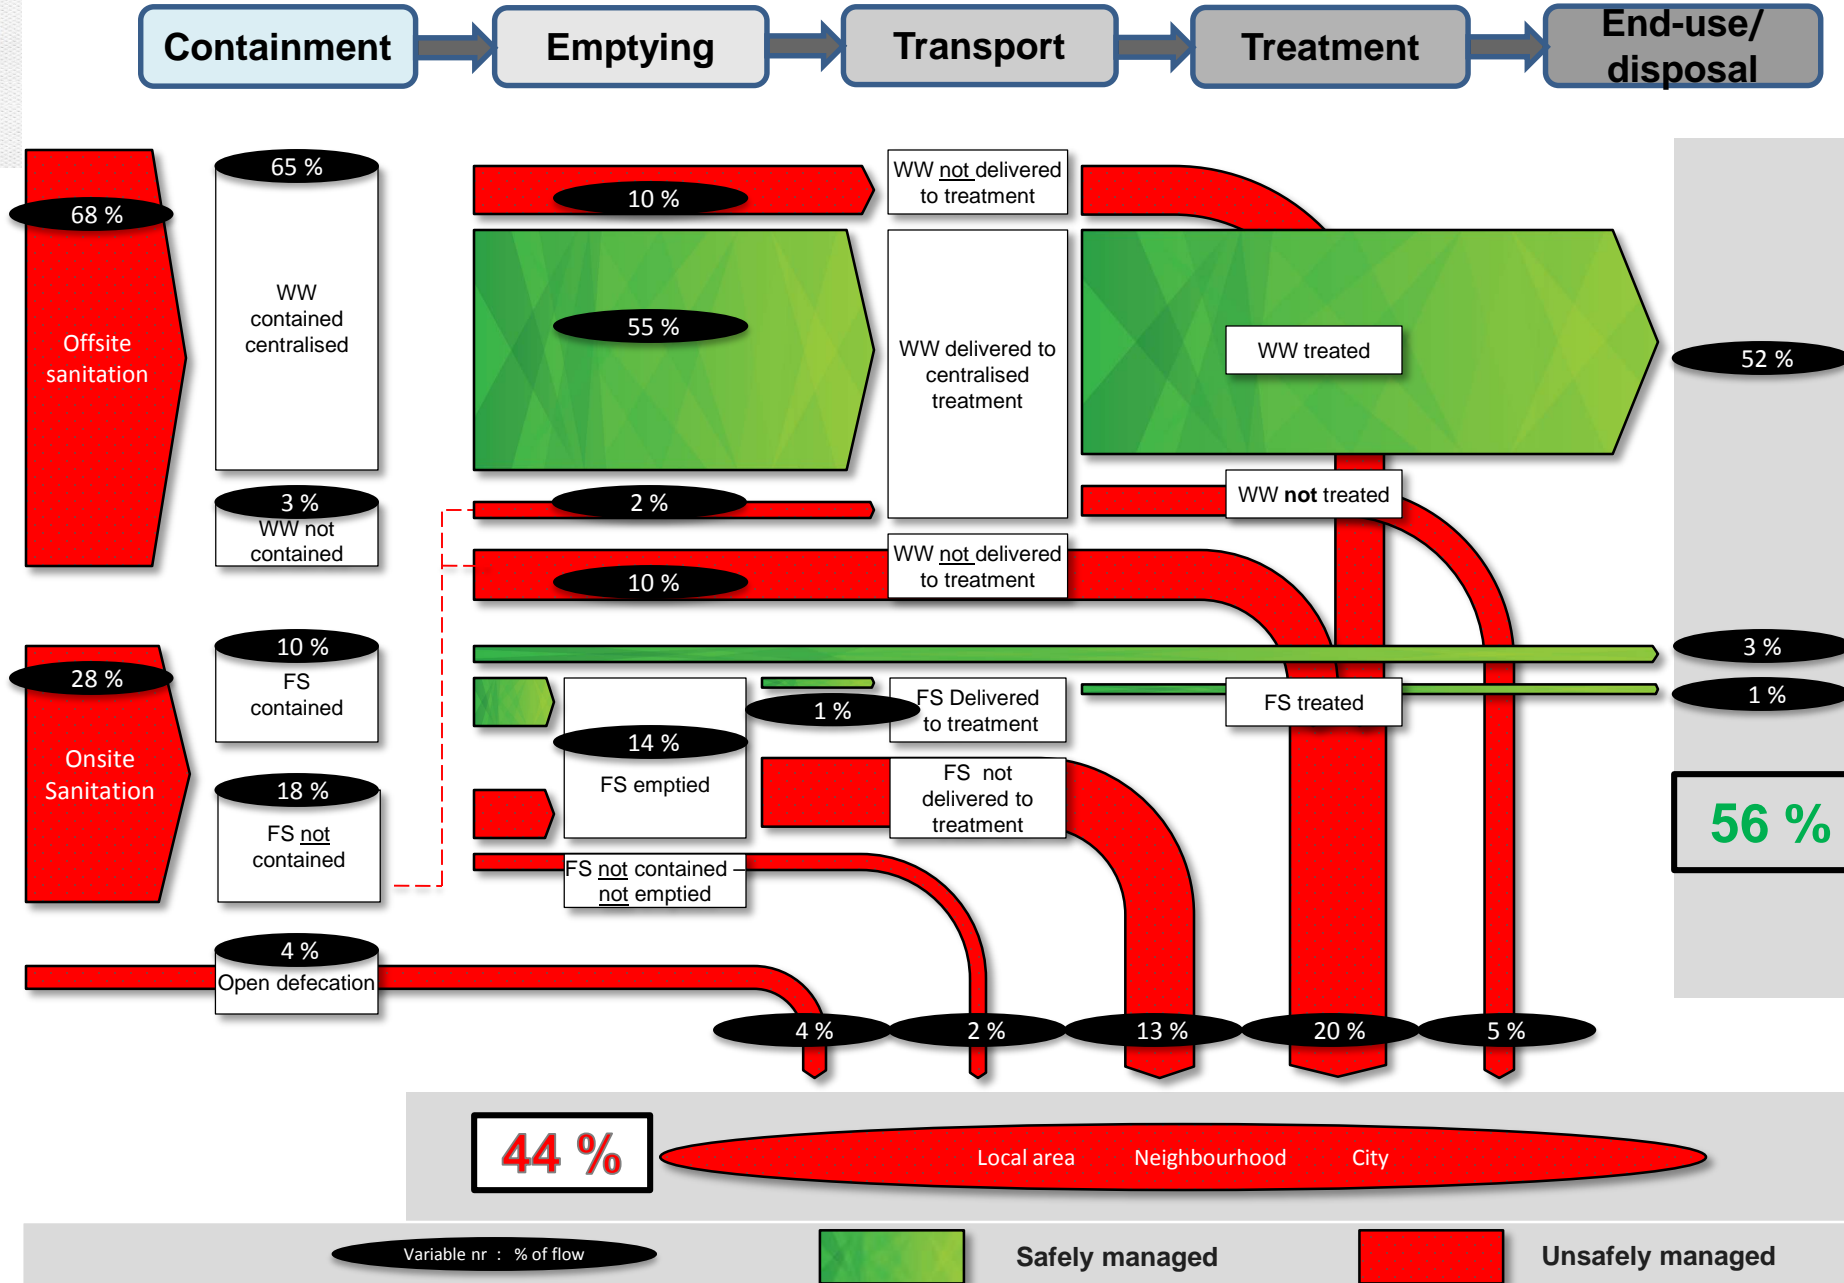 Containment
Emptying
Transport
Treatment
End-use/
disposal
68 %
Offsite
sanitation
65 %
WW
contained
centralised
3 %
WW not
contained
10 %
WW not delivered
to treatment
55 %
WW delivered to
centralised
treatment
WW treated
52 %
2 %
WW not treated
10 %
WW not delivered
to treatment
28 %
Onsite
Sanitation
10 %
FS
contained
18 %
FS not
contained
14 %
FS emptied
1 %
FS Delivered
to treatment
FS treated
3 %
1 %
FS not
delivered to
treatment
56 %
FS not contained –
not emptied
4 %
Open defecation
4 %
2 %
13 %
20 %
5 %
44 %
Local area Neighbourhood City
Variable nr : % of flow
Safely managed
Unsafely managed